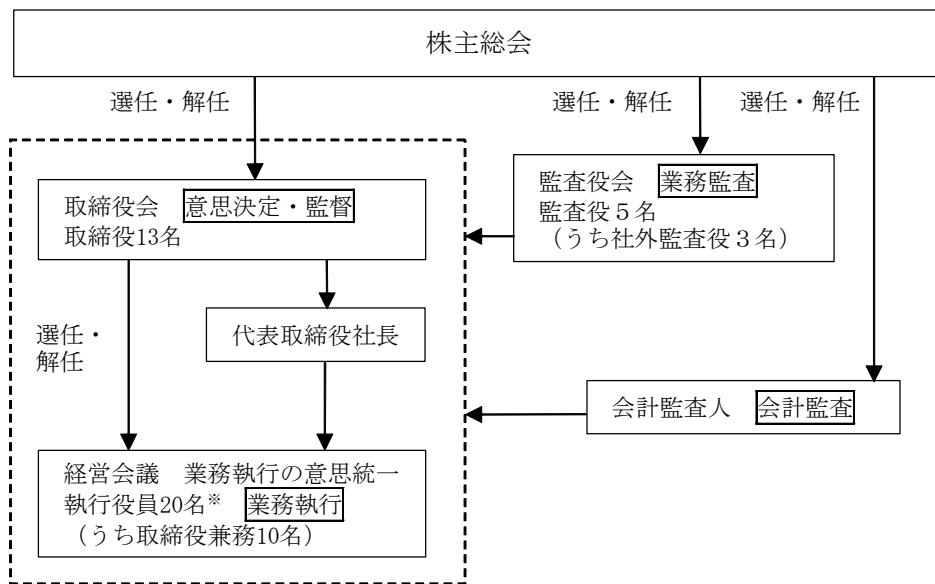 株主総会
選任・解任
選任・解任
選任・解任
取締役会 意思決定・監督
取締役13名
監査役会 業務監査
監査役5名
(うち社外監査役3名)
選任・
解任
代表取締役社長
会計監査人 会計監査
経営会議 業務執行の意思統一
執行役員20名※ 業務執行
(うち取締役兼務10名)